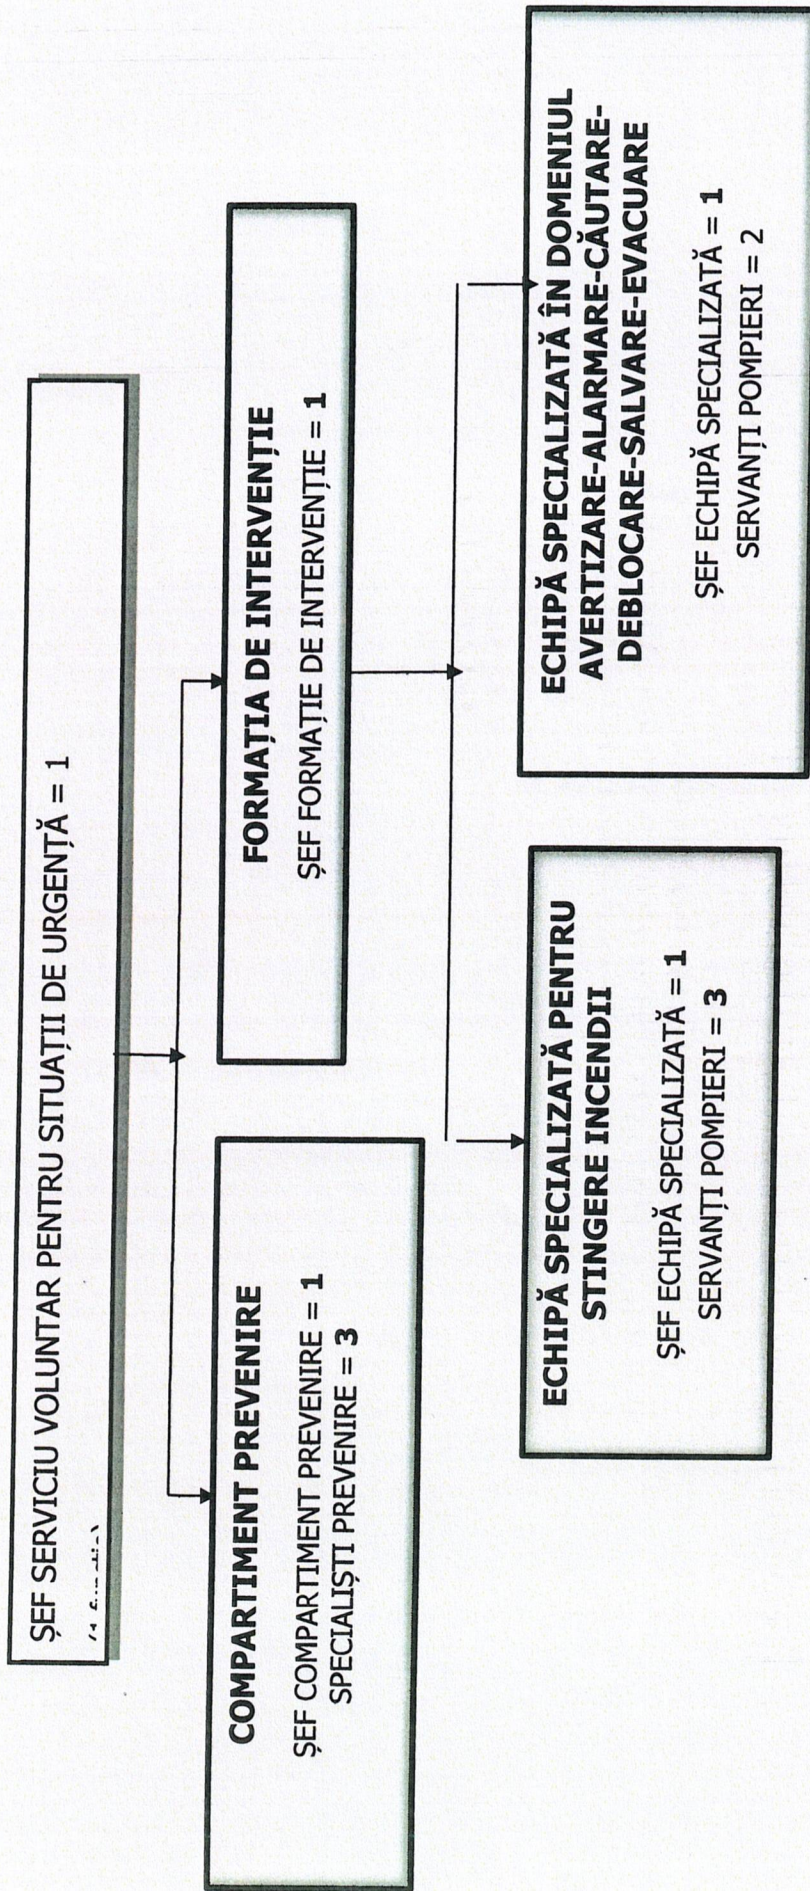 ȘEF SERVICIU VOLUNTAR PENTRU SITUAȚII DE URGENȚĂ = 1
COMPARTIMENT PREVENIRE
ȘEF COMPARTIMENT PREVENIRE = 1
SPECIALIȘTI PREVENIRE = 3
FORMAȚIA DE INTERVENȚIE
ȘEF FORMAȚIE DE INTERVENȚIE = 1
ECHIPĂ SPECIALIZATĂ PENTRU
STINGERE INCENDII
ȘEF ECHIPĂ SPECIALIZATĂ = 1
SERVANȚI POMPIERI = 3
ECHIPĂ SPECIALIZATĂ ÎN DOMENIUL
AVERTIZARE-ALARMARE-CĂUTARE-
DEBLOCARE-SALVARE-EVACUARE
ȘEF ECHIPĂ SPECIALIZATĂ = 1
SERVANȚI POMPIERI = 2